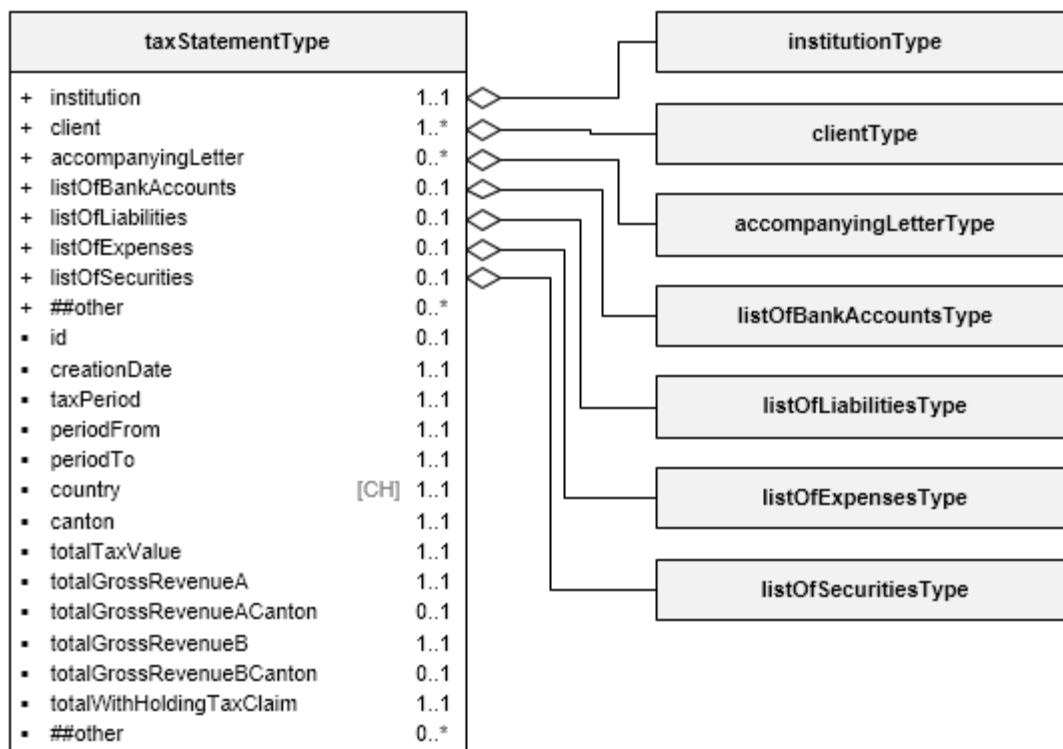 taxStatementType
+ institution 1..1
+ client 1..*
+ accompanyingLetter 0..*
+ listOfBankAccounts 0..1
+ listOfLiabilities 0..1
+ listOfExpenses 0..1
+ listOfSecurities 0..1
+ ##other 0..*
▪ id 0..1
▪ creationDate 1..1
▪ taxPeriod 1..1
▪ periodFrom 1..1
▪ periodTo 1..1
▪ country [CH] 1..1
▪ canton 1..1
▪ totalTaxValue 1..1
▪ totalGrossRevenueA 1..1
▪ totalGrossRevenueACanton 0..1
▪ totalGrossRevenueB 1..1
▪ totalGrossRevenueBCanton 0..1
▪ totalWithHoldingTaxClaim 1..1
▪ ##other 0..*
institutionType
clientType
accompanyingLetterType
listOfBankAccountsType
listOfLiabilitiesType
listOfExpensesType
listOfSecuritiesType